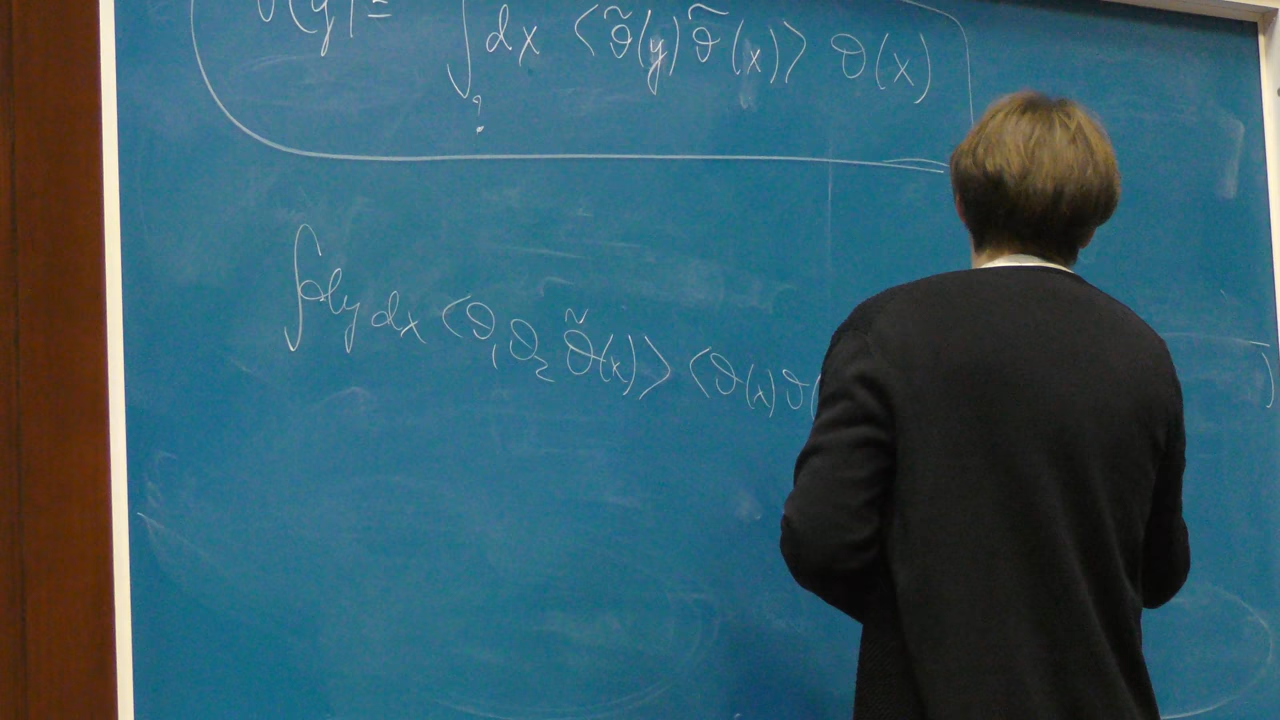 (y) = ∫? dx ⟨ϑ̃(y) ϑ̃(x)⟩ ϑ(x)
∫ dy dx ⟨ϑ₁ ϑ₂ ϑ̃(x)⟩ ⟨ϑ(x) ϑ( )